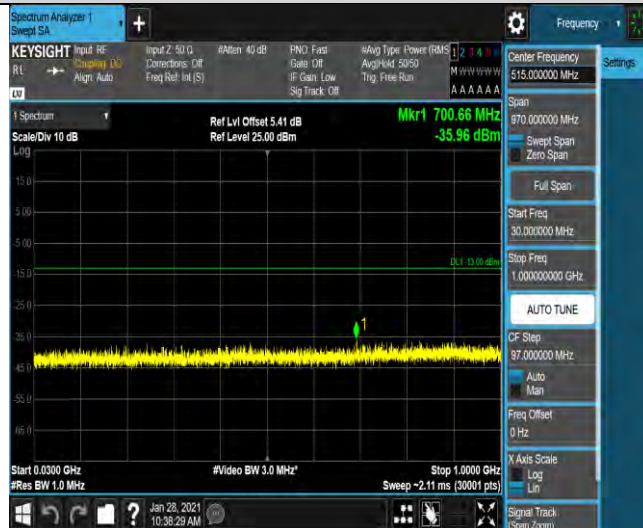 Spectrum Analyzer 1
Swept SA
Frequency
KEYSIGHT
RL
LXI
Input: RF
Coupling: DC
Align: Auto
Input Z: 50 Ω
Corrections: Off
Freq Ref: Int (S)
#Atten: 40 dB
PNO: Fast
Gate: Off
IF Gain: Low
Sig Track: Off
#Avg Type: Power (RMS
Avg|Hold: 50/50
Trig: Free Run
1 2 3 4 5 6
M W W W W W
A A A A A A
1 Spectrum
Scale/Div 10 dB
Log
Ref Lvl Offset 5.41 dB
Ref Level 25.00 dBm
Mkr1 700.66 MHz
-35.96 dBm
15.0
5.00
-5.00
-15.0
-25.0
-35.0
-45.0
-55.0
-65.0
DL1 -13.00 dBm
1
Start 0.0300 GHz
#Res BW 1.0 MHz
#Video BW 3.0 MHz*
Stop 1.0000 GHz
Sweep ~2.11 ms (30001 pts)
Jan 28, 2021
10:38:29 AM
Center Frequency
515.000000 MHz
Settings
Span
970.000000 MHz
Swept Span
Zero Span
Full Span
Start Freq
30.000000 MHz
Stop Freq
1.000000000 GHz
AUTO TUNE
CF Step
97.000000 MHz
Auto
Man
Freq Offset
0 Hz
X Axis Scale
Log
Lin
Signal Track
(Span Zoom)